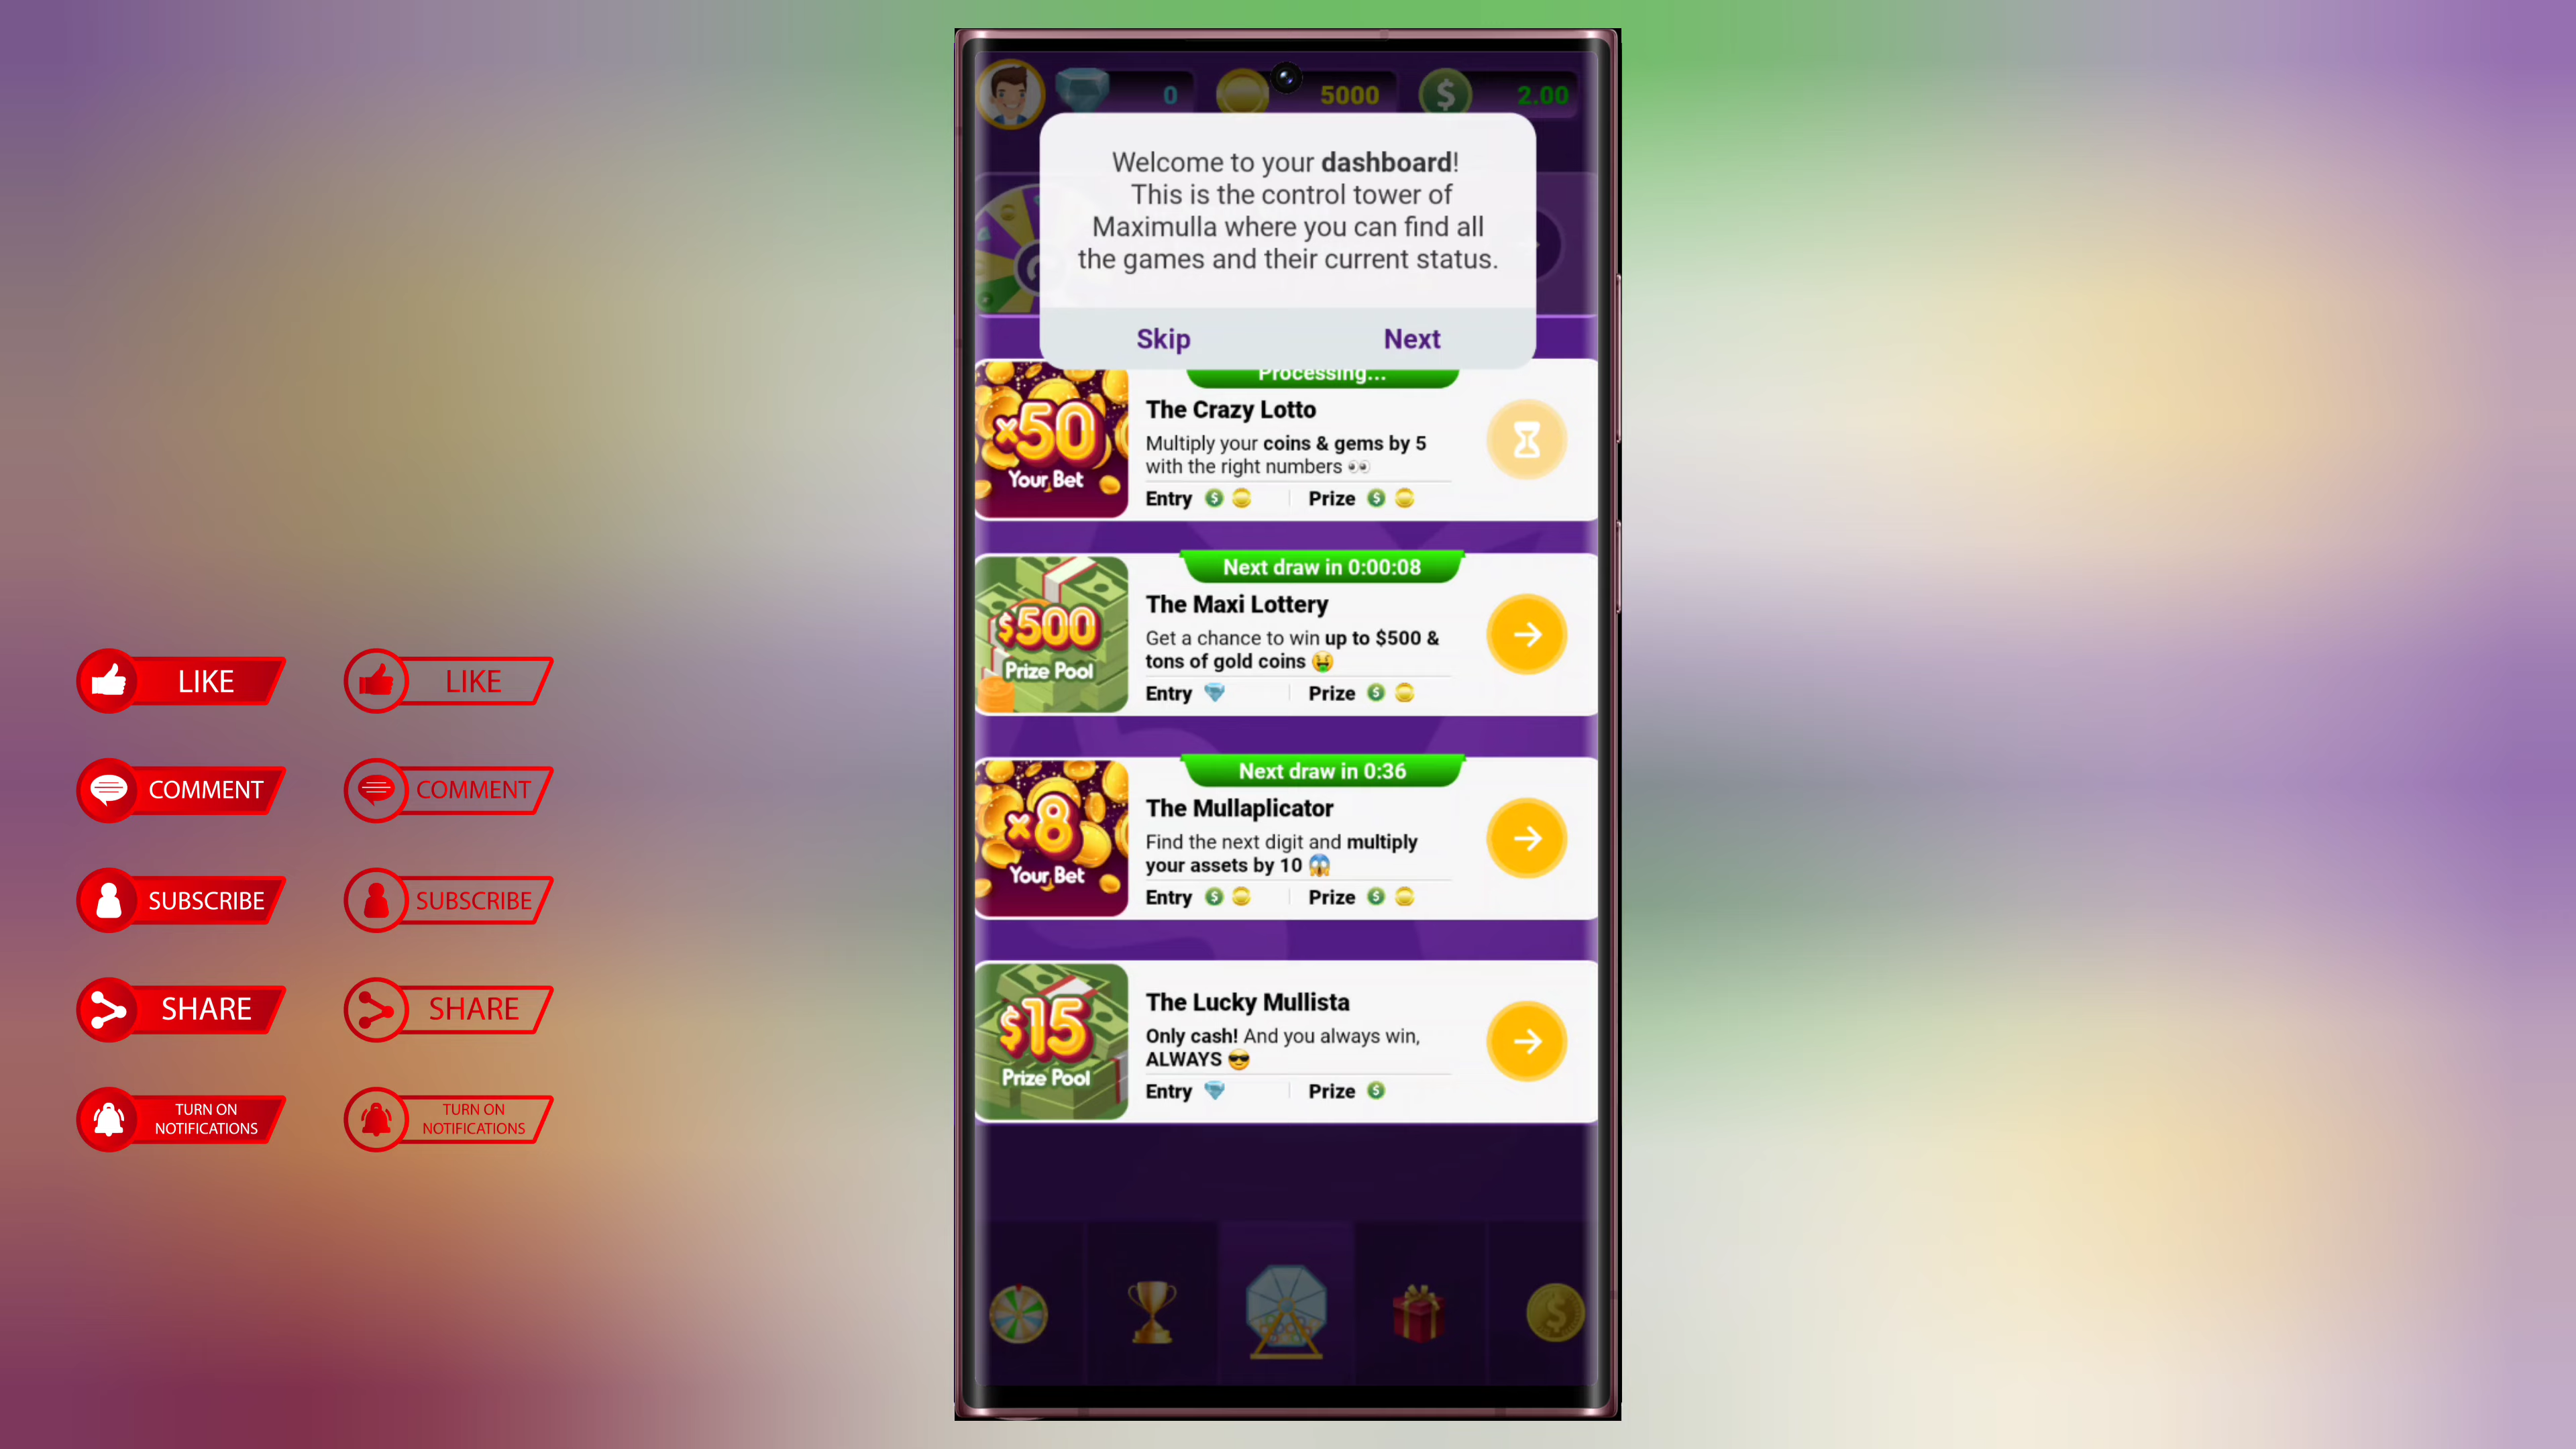 LIKE
LIKE
COMMENT
COMMENT
SUBSCRIBE
SUBSCRIBE
SHARE
SHARE
TURN ON
NOTIFICATIONS
TURN ON
NOTIFICATIONS
0
5000
2.00
Welcome to your dashboard!
This is the control tower of
Maximulla where you can find all
the games and their current status.
Skip
Next
Processing...
x50
Your Bet
The Crazy Lotto
Multiply your coins & gems by 5
with the right numbers 👀
Entry
Prize
Next draw in 0:00:08
$500
Prize Pool
The Maxi Lottery
Get a chance to win up to $500 &
tons of gold coins 🤑
Entry
Prize
Next draw in 0:36
x8
Your Bet
The Mullaplicator
Find the next digit and multiply
your assets by 10 😱
Entry
Prize
$15
Prize Pool
The Lucky Mullista
Only cash! And you always win,
ALWAYS 😎
Entry
Prize